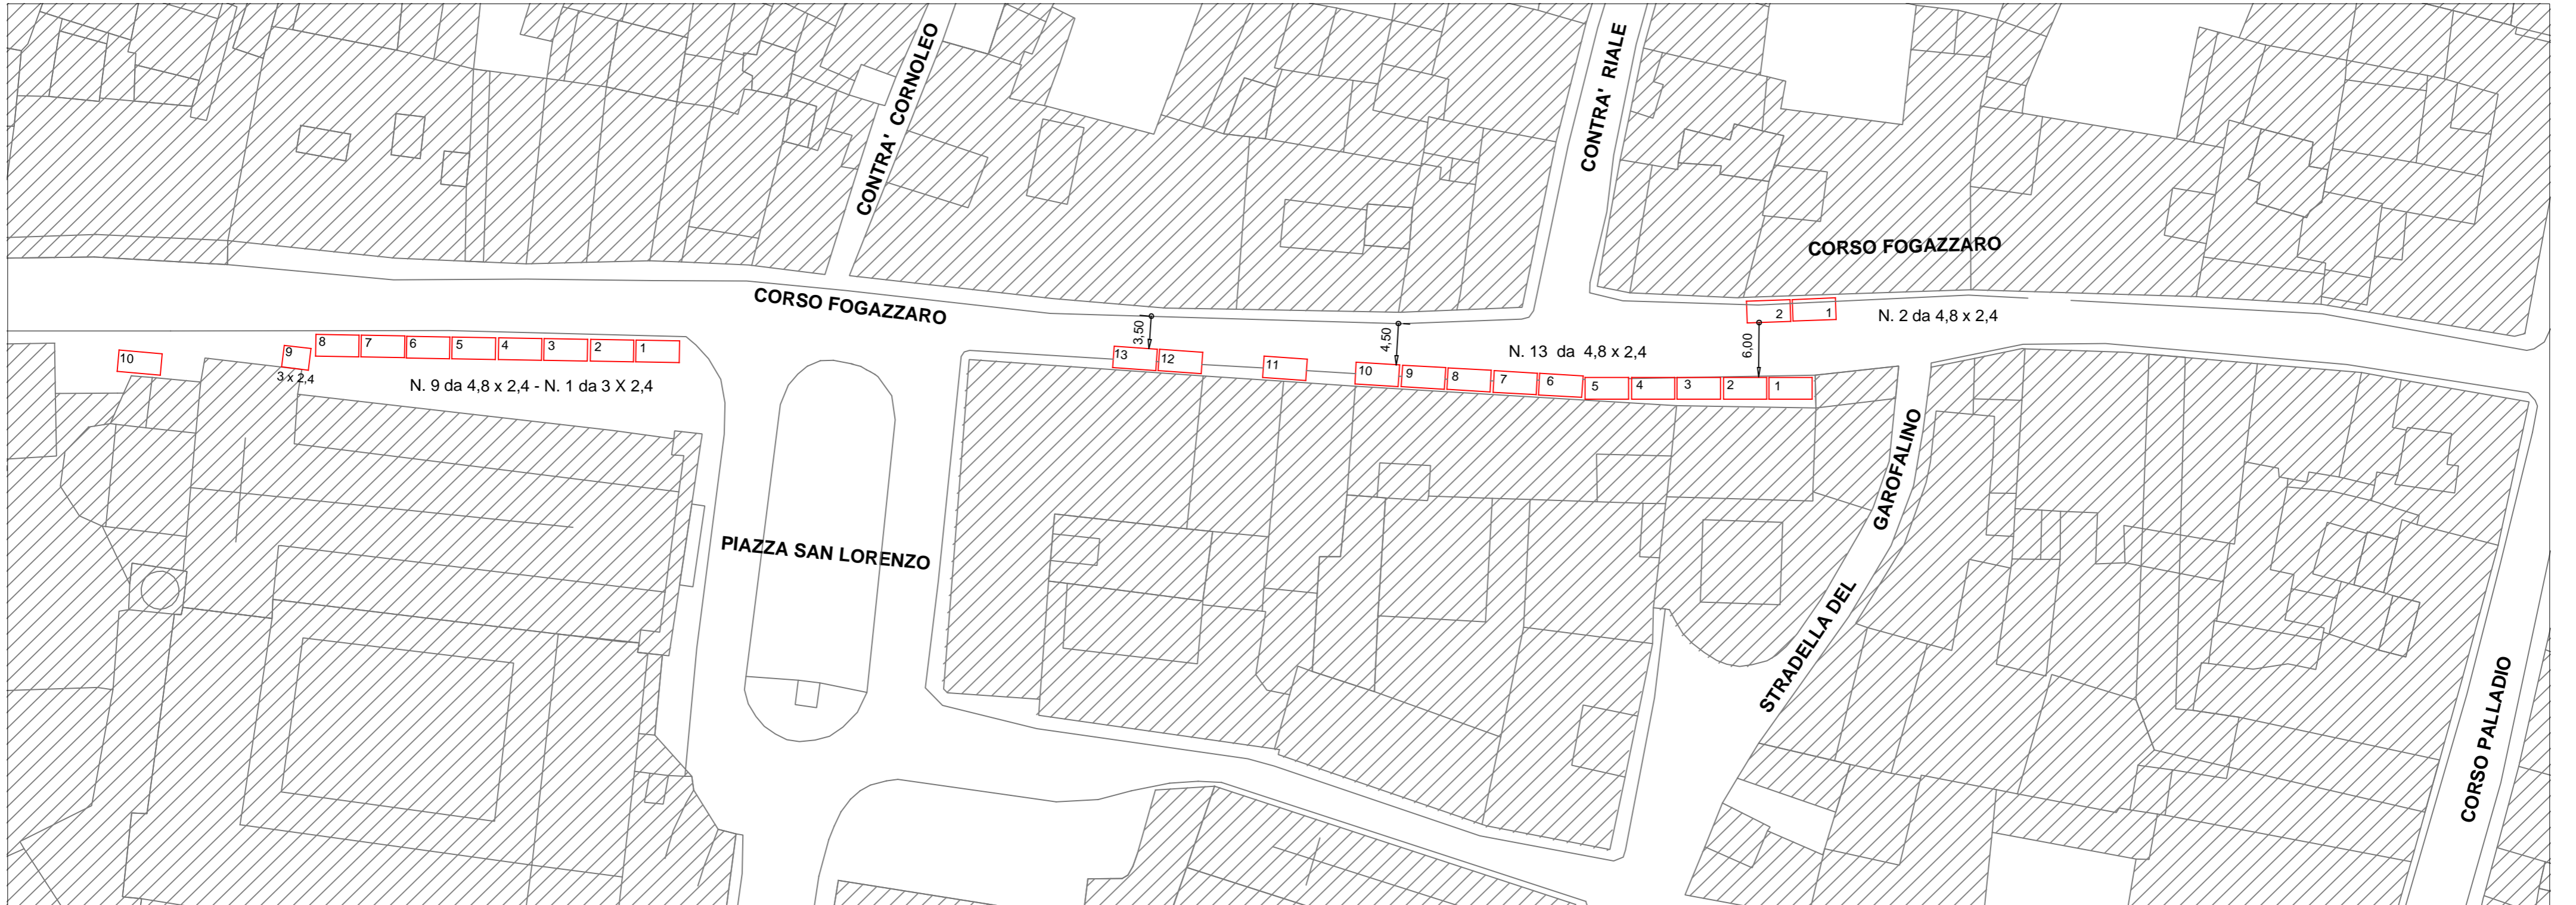 CONTRA' CORNOLEO
CONTRA' RIALE
CORSO FOGAZZARO
CORSO FOGAZZARO
2 1
N. 2 da 4,8 x 2,4
3,50
4,50
6,00
10
9
8 7 6 5 4 3 2 1
3 x 2,4
N. 9 da 4,8 x 2,4 - N. 1 da 3 X 2,4
13 12 11 10 9 8 7 6 5 4 3 2 1
N. 13 da 4,8 x 2,4
PIAZZA SAN LORENZO
STRADELLA DEL GAROFALINO
CORSO PALLADIO